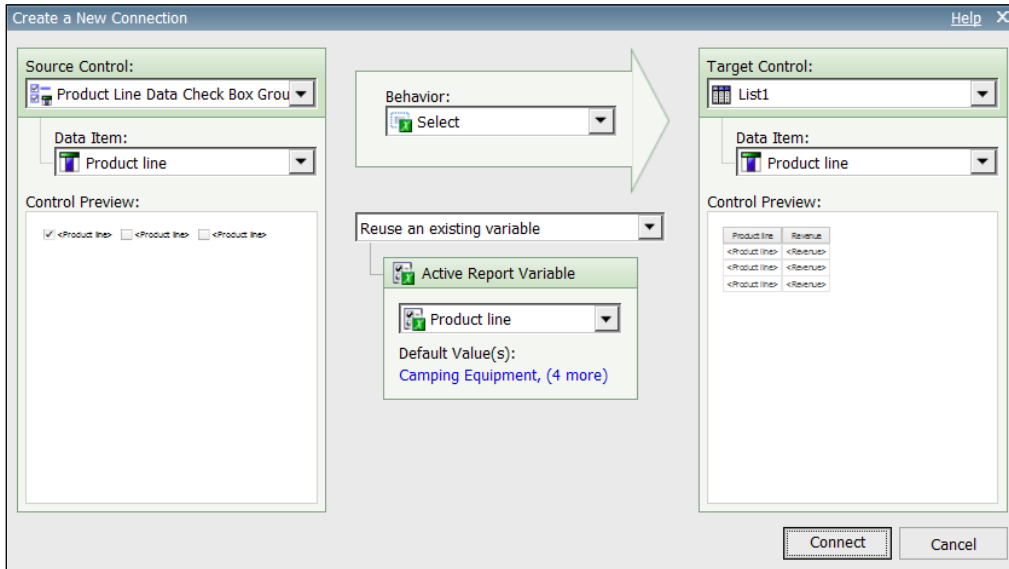 Create a New Connection
Help X
Source Control:
Product Line Data Check Box Grou
Data Item:
Product line
Control Preview:
<Product line> <Product line> <Product line>
Behavior:
Select
Reuse an existing variable
Active Report Variable
Product line
Default Value(s):
Camping Equipment, (4 more)
Target Control:
List1
Data Item:
Product line
Control Preview:
Product line Revenue
<Product line> <Revenue>
<Product line> <Revenue>
<Product line> <Revenue>
Connect Cancel